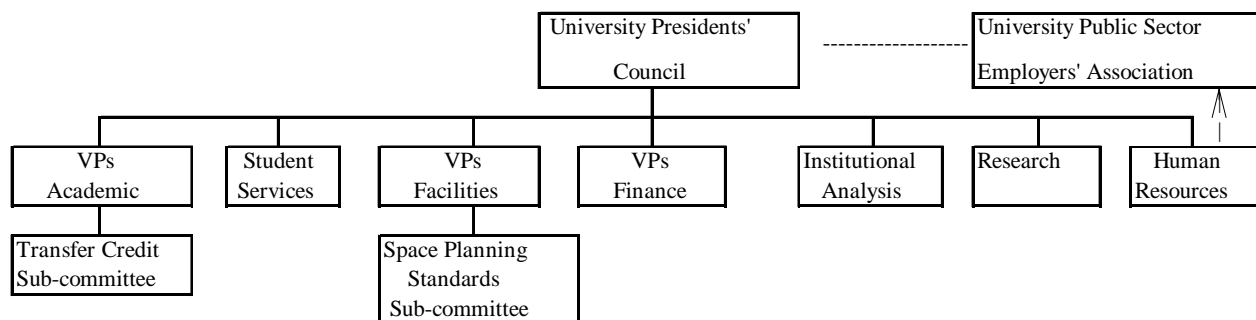 University Presidents'
Council
University Public Sector
Employers' Association
VPs
Academic
Student
Services
VPs
Facilities
VPs
Finance
Institutional
Analysis
Research
Human
Resources
Transfer Credit
Sub-committee
Space Planning
Standards
Sub-committee